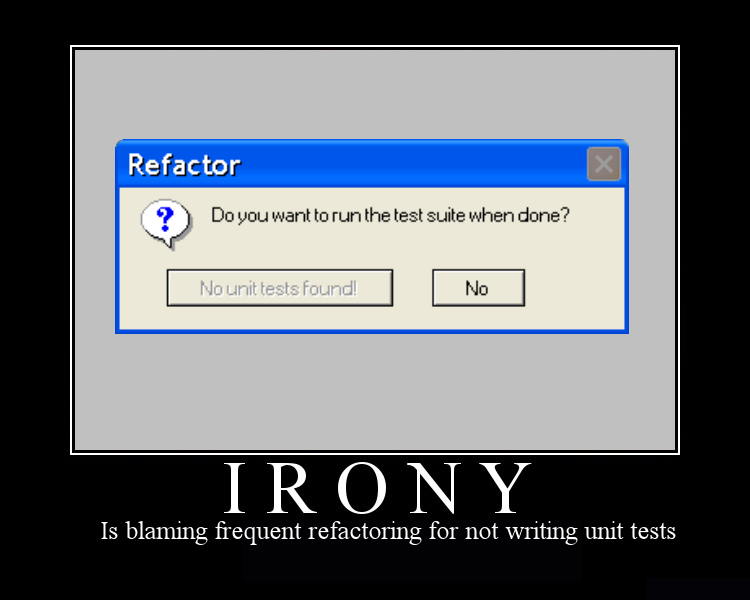 Refactor
?
Do you want to run the test suite when done?
No unit tests found!
No
IRONY
Is blaming frequent refactoring for not writing unit tests